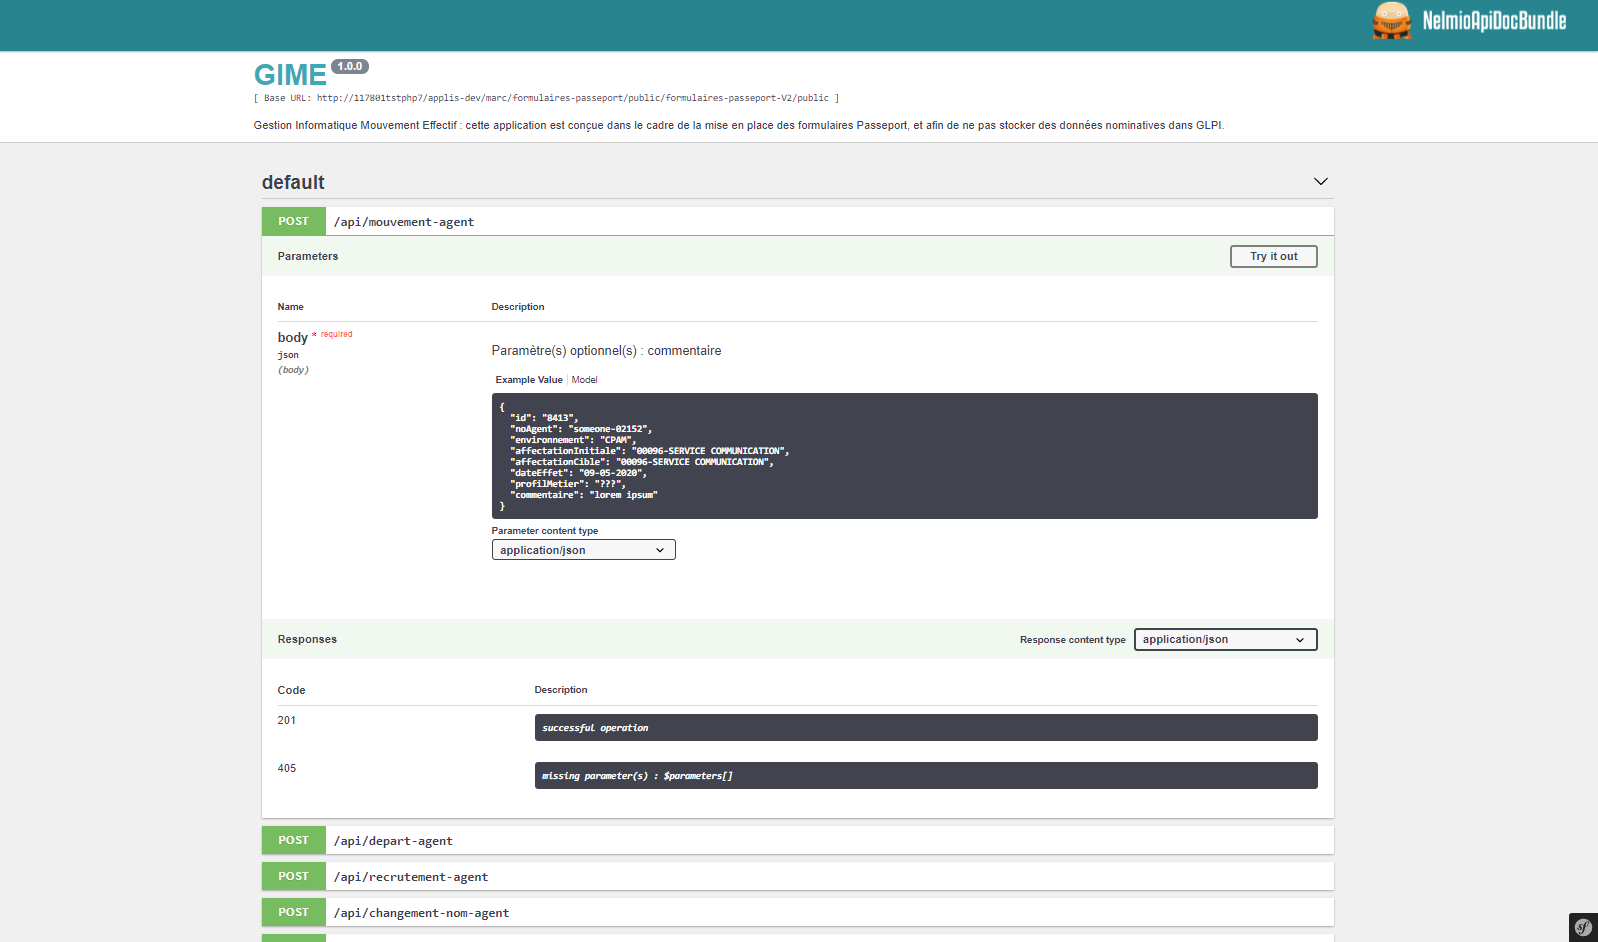 NelmioApiDocBundle
GIME 1.0.0
[ Base URL: http://117801tstphp7/applis-dev/marc/formulaires-passeport/public/formulaires-passeport-V2/public ]
Gestion Informatique Mouvement Effectif : cette application est conçue dans le cadre de la mise en place des formulaires Passeport, et afin de ne pas stocker des données nominatives dans GLPI.
default
POST /api/mouvement-agent
Parameters Try it out
Name Description
body * required
json
(body)
Paramètre(s) optionnel(s) : commentaire
Example Value Model
{
"id": "8413",
"noAgent": "someone-02152",
"environnement": "CPAM",
"affectationInitiale": "00096-SERVICE COMMUNICATION",
"affectationCible": "00096-SERVICE COMMUNICATION",
"dateEffet": "09-05-2020",
"profilMetier": "???",
"commentaire": "lorem ipsum"
}
Parameter content type
application/json
Responses Response content type application/json
Code Description
201 successful operation
405 missing parameter(s) : $parameters[]
POST /api/depart-agent
POST /api/recrutement-agent
POST /api/changement-nom-agent
sf